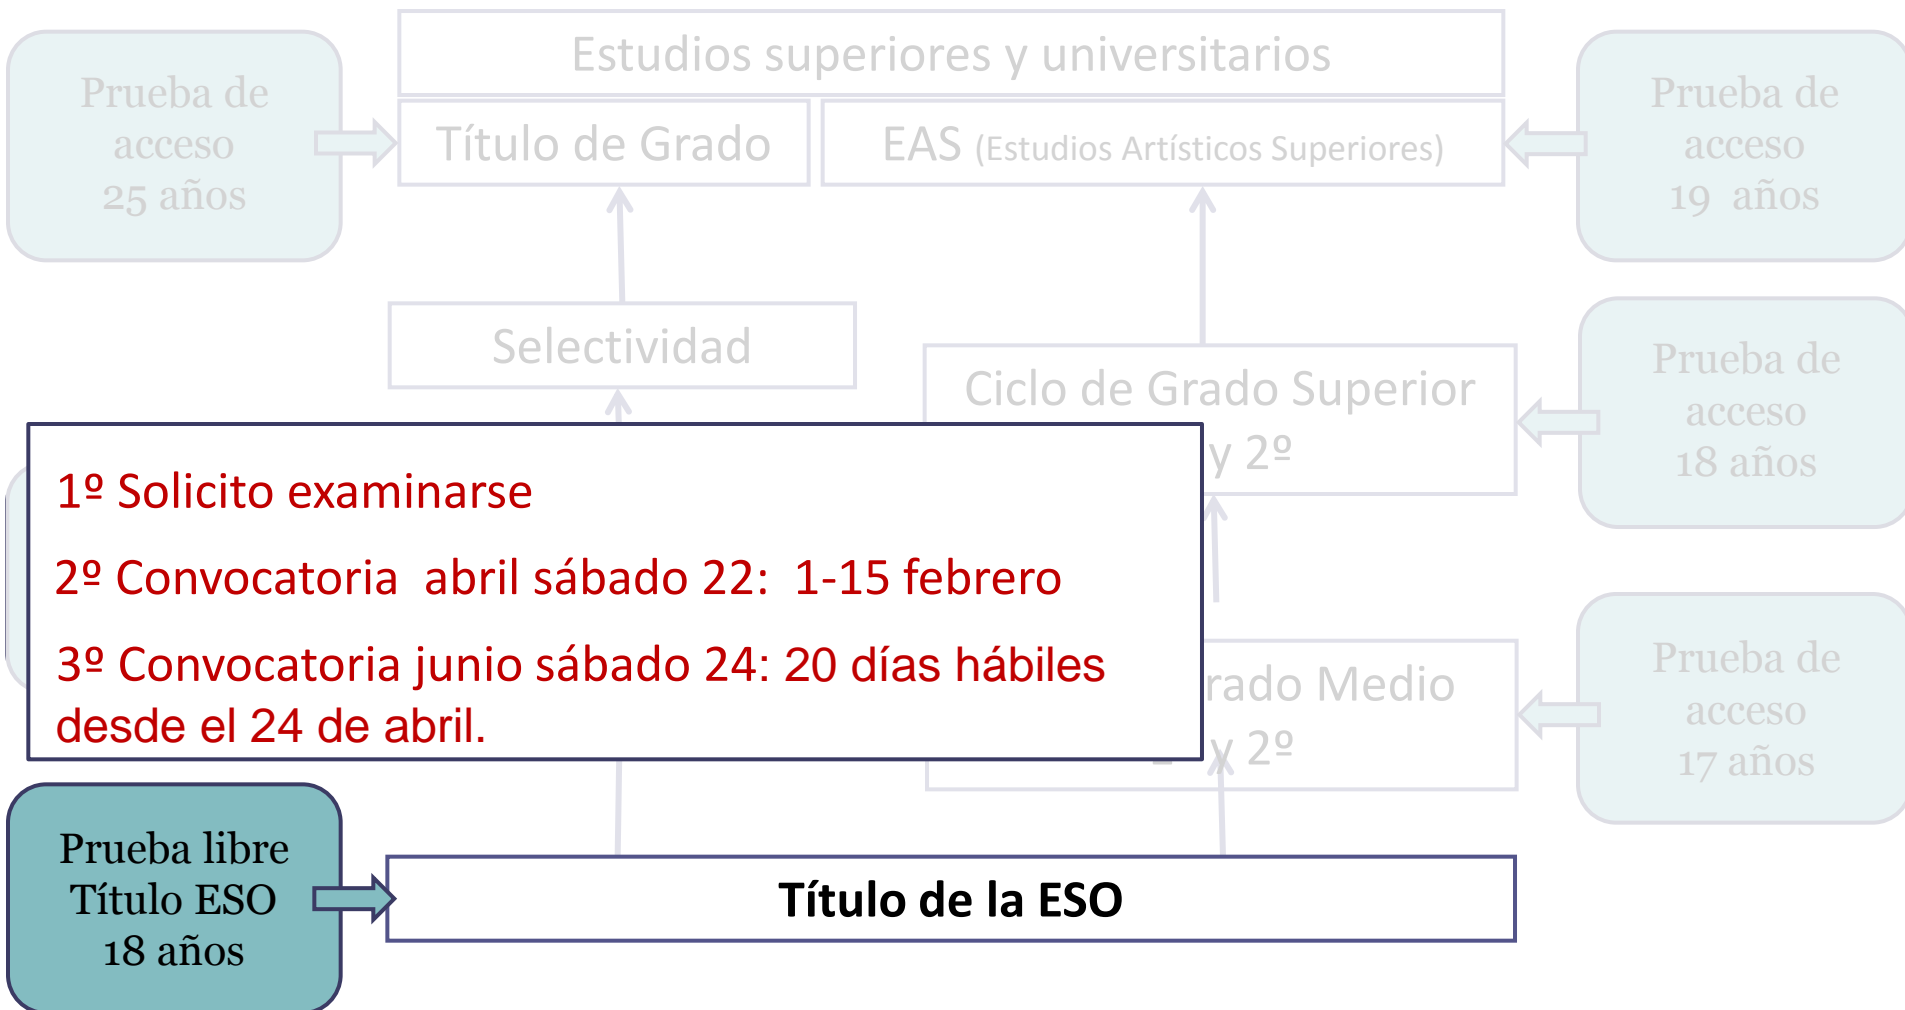 Estudios superiores y universitarios
Prueba de
acceso
25 años
Título de Grado
EAS (Estudios Artísticos Superiores)
Prueba de
acceso
19 años
Selectividad
Ciclo de Grado Superior
y 2º
Prueba de
acceso
18 años
1º Solicito examinarse
2º Convocatoria abril sábado 22: 1-15 febrero
3º Convocatoria junio sábado 24: 20 días hábiles
desde el 24 de abril.
rado Medio
y 2º
Prueba de
acceso
17 años
Prueba libre
Título ESO
18 años
Título de la ESO